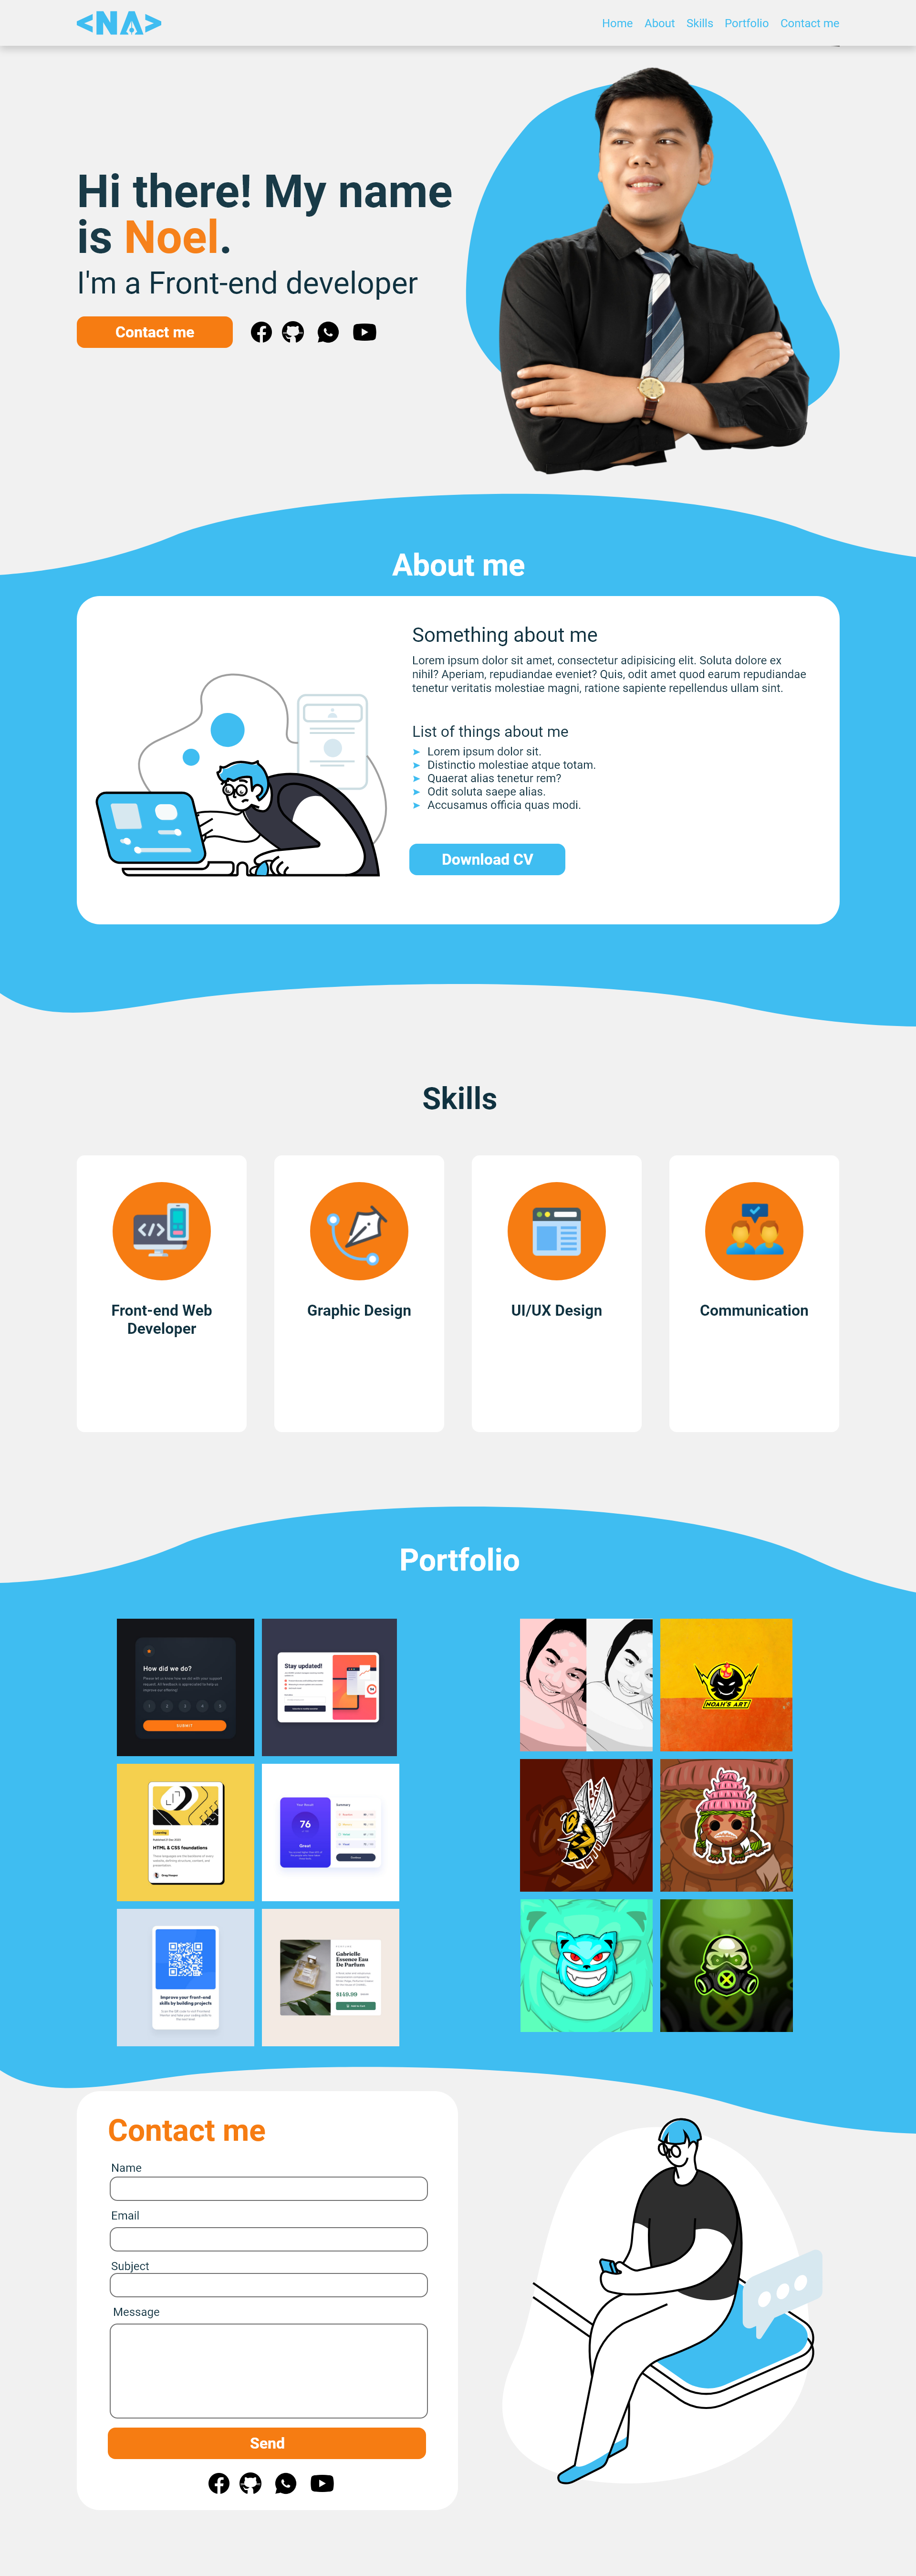 <NA>
Home About Skills Portfolio Contact me
Hi there! My name
is Noel.
I'm a Front-end developer
Contact me
About me
Something about me
Lorem ipsum dolor sit amet, consectetur adipisicing elit. Soluta dolore ex
nihil? Aperiam, repudiandae eveniet? Quis, odit amet quod earum repudiandae
tenetur veritatis molestiae magni, ratione sapiente repellendus ullam sint.
List of things about me
Lorem ipsum dolor sit.
Distinctio molestiae atque totam.
Quaerat alias tenetur rem?
Odit soluta saepe alias.
Accusamus officia quas modi.
Download CV
Skills
</>
Front-end Web
Developer
Graphic Design
UI/UX Design
Communication
Portfolio
How did we do?
SUBMIT
Stay updated!
NOAH'S ART
Learning
HTML & CSS foundations
Your Result
76
Great
Summary
Improve your front-end
skills by building projects
Gabrielle
Essence Eau
De Parfum
$149.99
Contact me
Name
Email
Subject
Message
Send